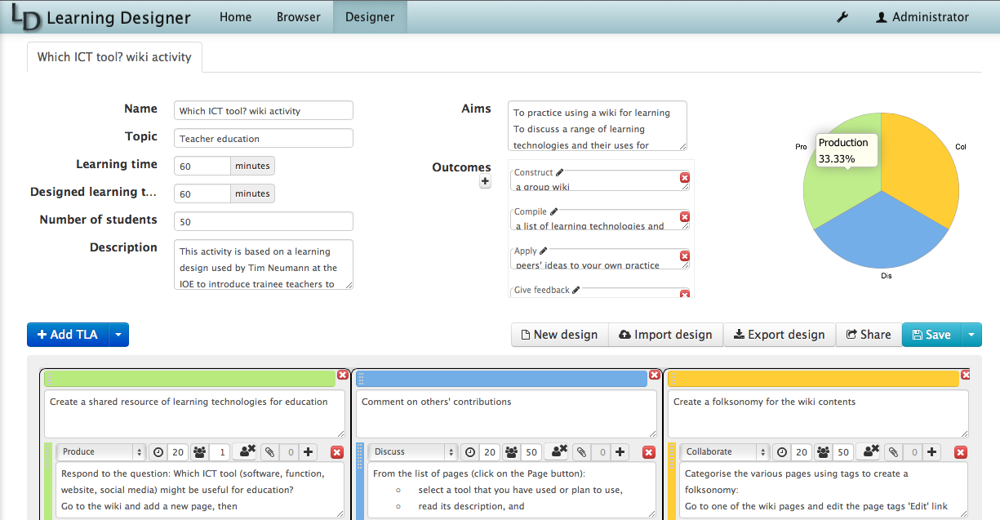 LD Learning Designer Home Browser Designer Administrator
Which ICT tool? wiki activity
Name Which ICT tool? wiki activity
Topic Teacher education
Learning time 60 minutes
Designed learning t... 60 minutes
Number of students 50
Description This activity is based on a learning
design used by Tim Neumann at the
IOE to introduce trainee teachers to
Aims To practice using a wiki for learning
To discuss a range of learning
technologies and their uses for
Outcomes
Construct
a group wiki
Compile
a list of learning technologies and
Apply
peers' ideas to your own practice
Give feedback
Pro
Production
33.33%
Col
Dis
Add TLA New design Import design Export design Share Save
Create a shared resource of learning technologies for education
Produce 20 1 0
Respond to the question: Which ICT tool (software, function,
website, social media) might be useful for education?
Go to the wiki and add a new page, then
Comment on others' contributions
Discuss 20 50 0
From the list of pages (click on the Page button):
select a tool that you have used or plan to use,
read its description, and
Create a folksonomy for the wiki contents
Collaborate 20 50 0
Categorise the various pages using tags to create a
folksonomy:
Go to one of the wiki pages and edit the page tags 'Edit' link